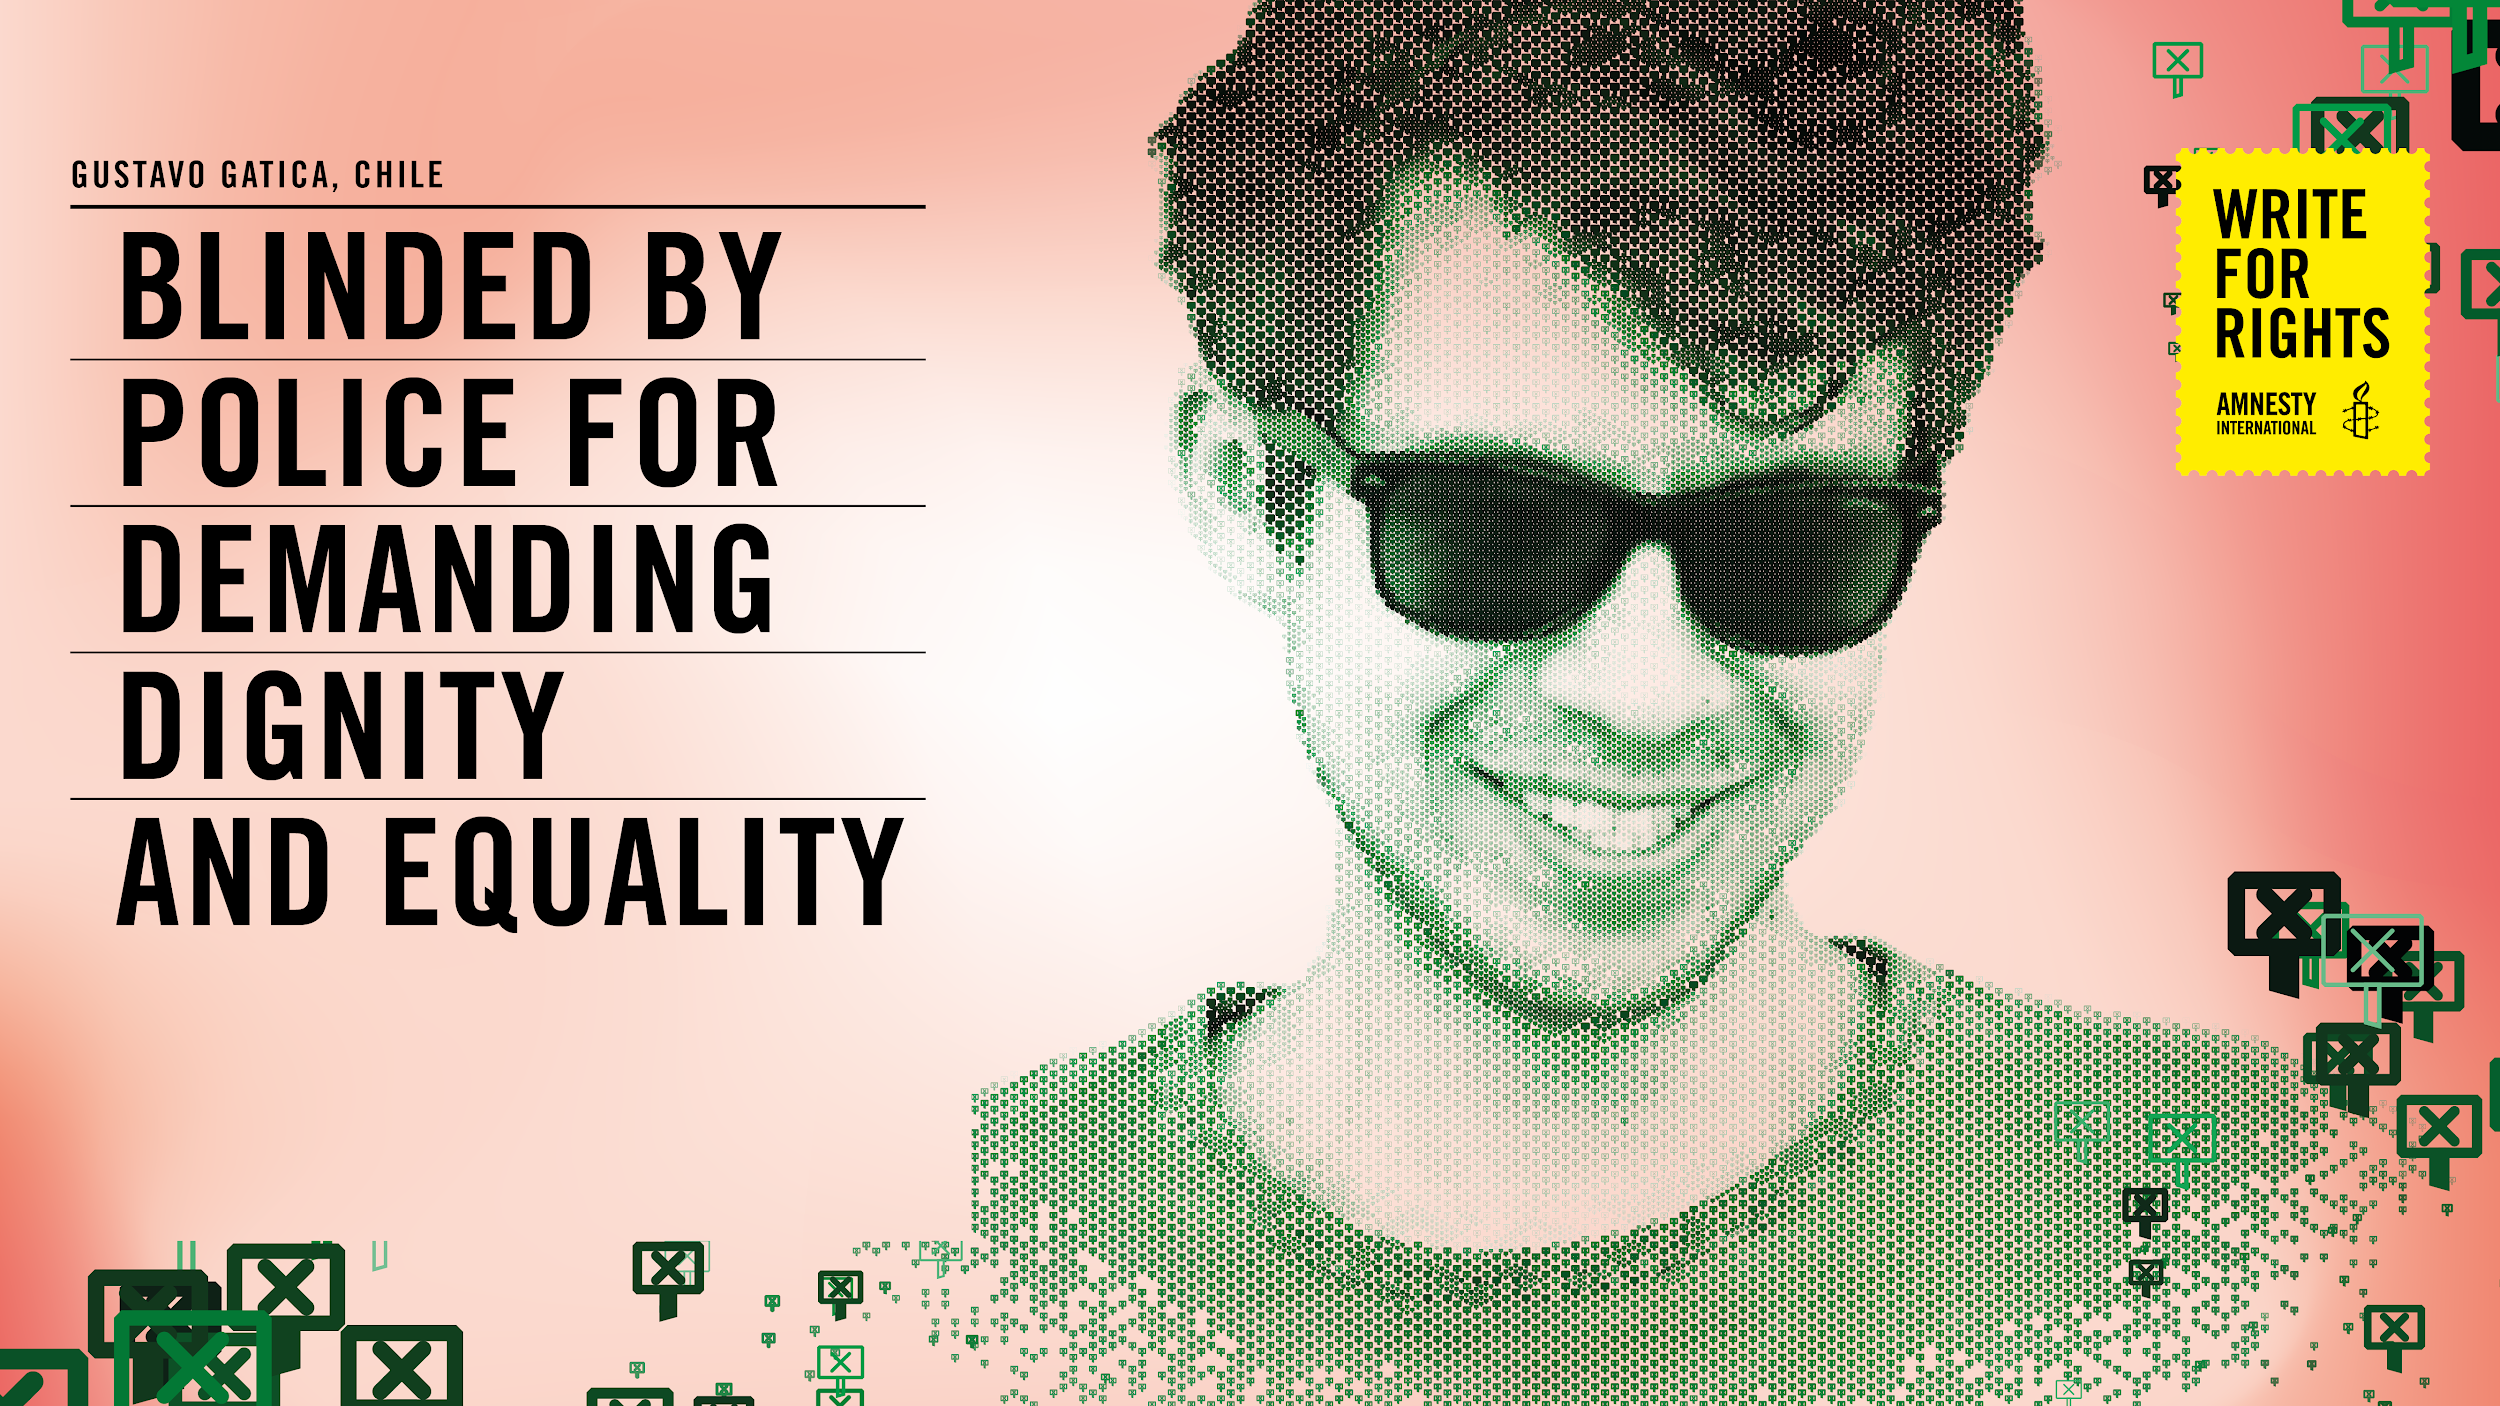 GUSTAVO GATICA, CHILE
BLINDED BY
POLICE FOR
DEMANDING
DIGNITY
AND EQUALITY
WRITE
FOR
RIGHTS
AMNESTY
INTERNATIONAL